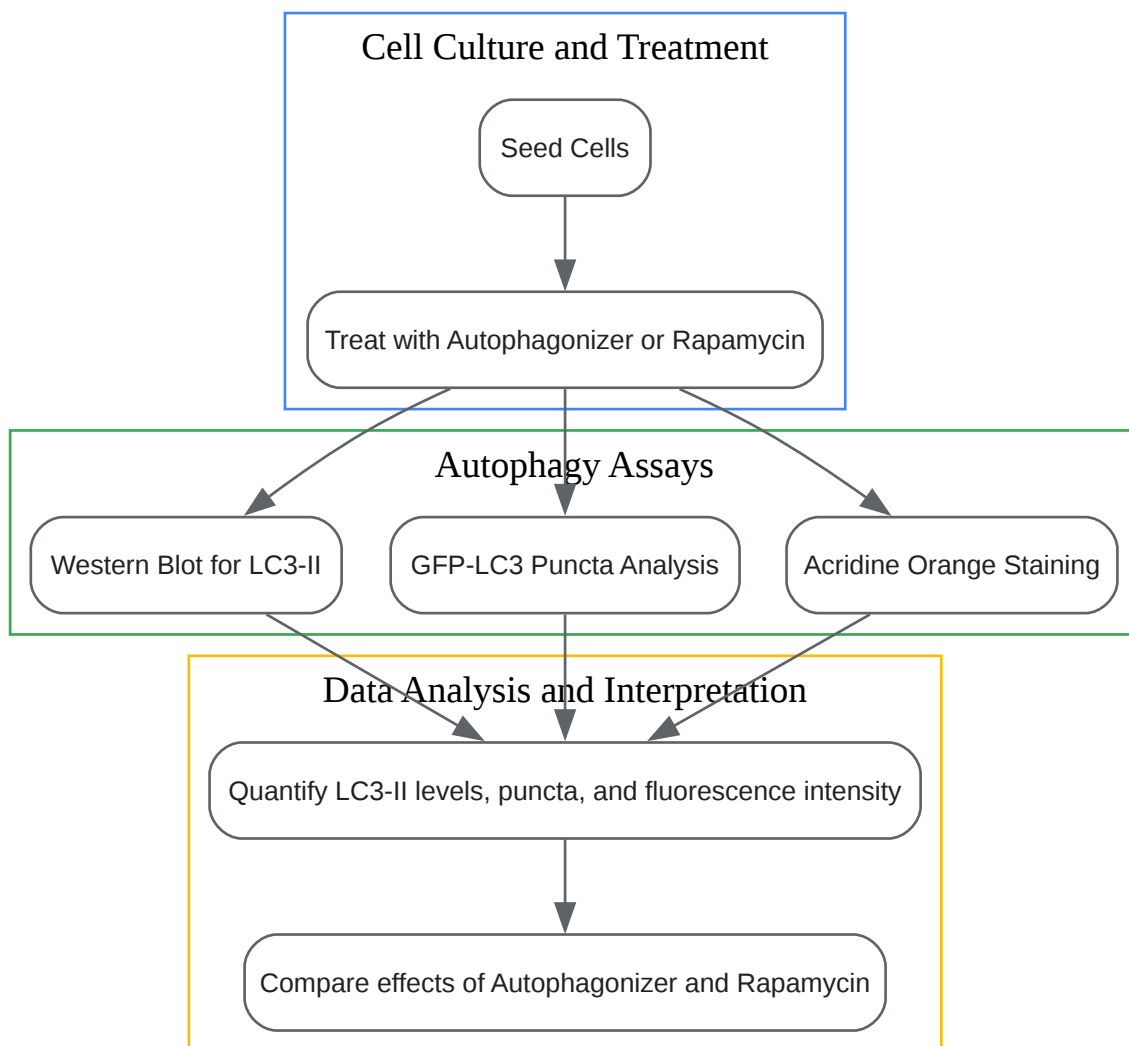 Cell Culture and Treatment
Seed Cells
Treat with Autophagonizer or Rapamycin
Autophagy Assays
Western Blot for LC3-II
GFP-LC3 Puncta Analysis
Acridine Orange Staining
Data Analysis and Interpretation
Quantify LC3-II levels, puncta, and fluorescence intensity
Compare effects of Autophagonizer and Rapamycin